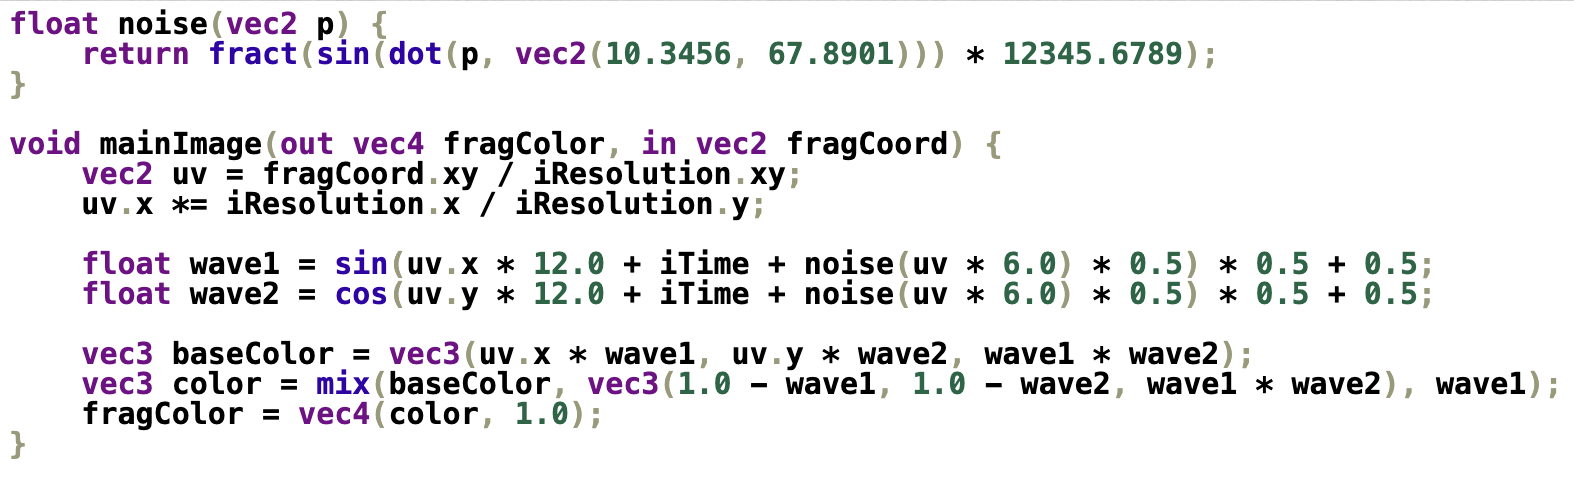 float noise(vec2 p) {
    return fract(sin(dot(p, vec2(10.3456, 67.8901))) * 12345.6789);
}

void mainImage(out vec4 fragColor, in vec2 fragCoord) {
    vec2 uv = fragCoord.xy / iResolution.xy;
    uv.x *= iResolution.x / iResolution.y;

    float wave1 = sin(uv.x * 12.0 + iTime + noise(uv * 6.0) * 0.5) * 0.5 + 0.5;
    float wave2 = cos(uv.y * 12.0 + iTime + noise(uv * 6.0) * 0.5) * 0.5 + 0.5;

    vec3 baseColor = vec3(uv.x * wave1, uv.y * wave2, wave1 * wave2);
    vec3 color = mix(baseColor, vec3(1.0 - wave1, 1.0 - wave2, wave1 * wave2), wave1);
    fragColor = vec4(color, 1.0);
}